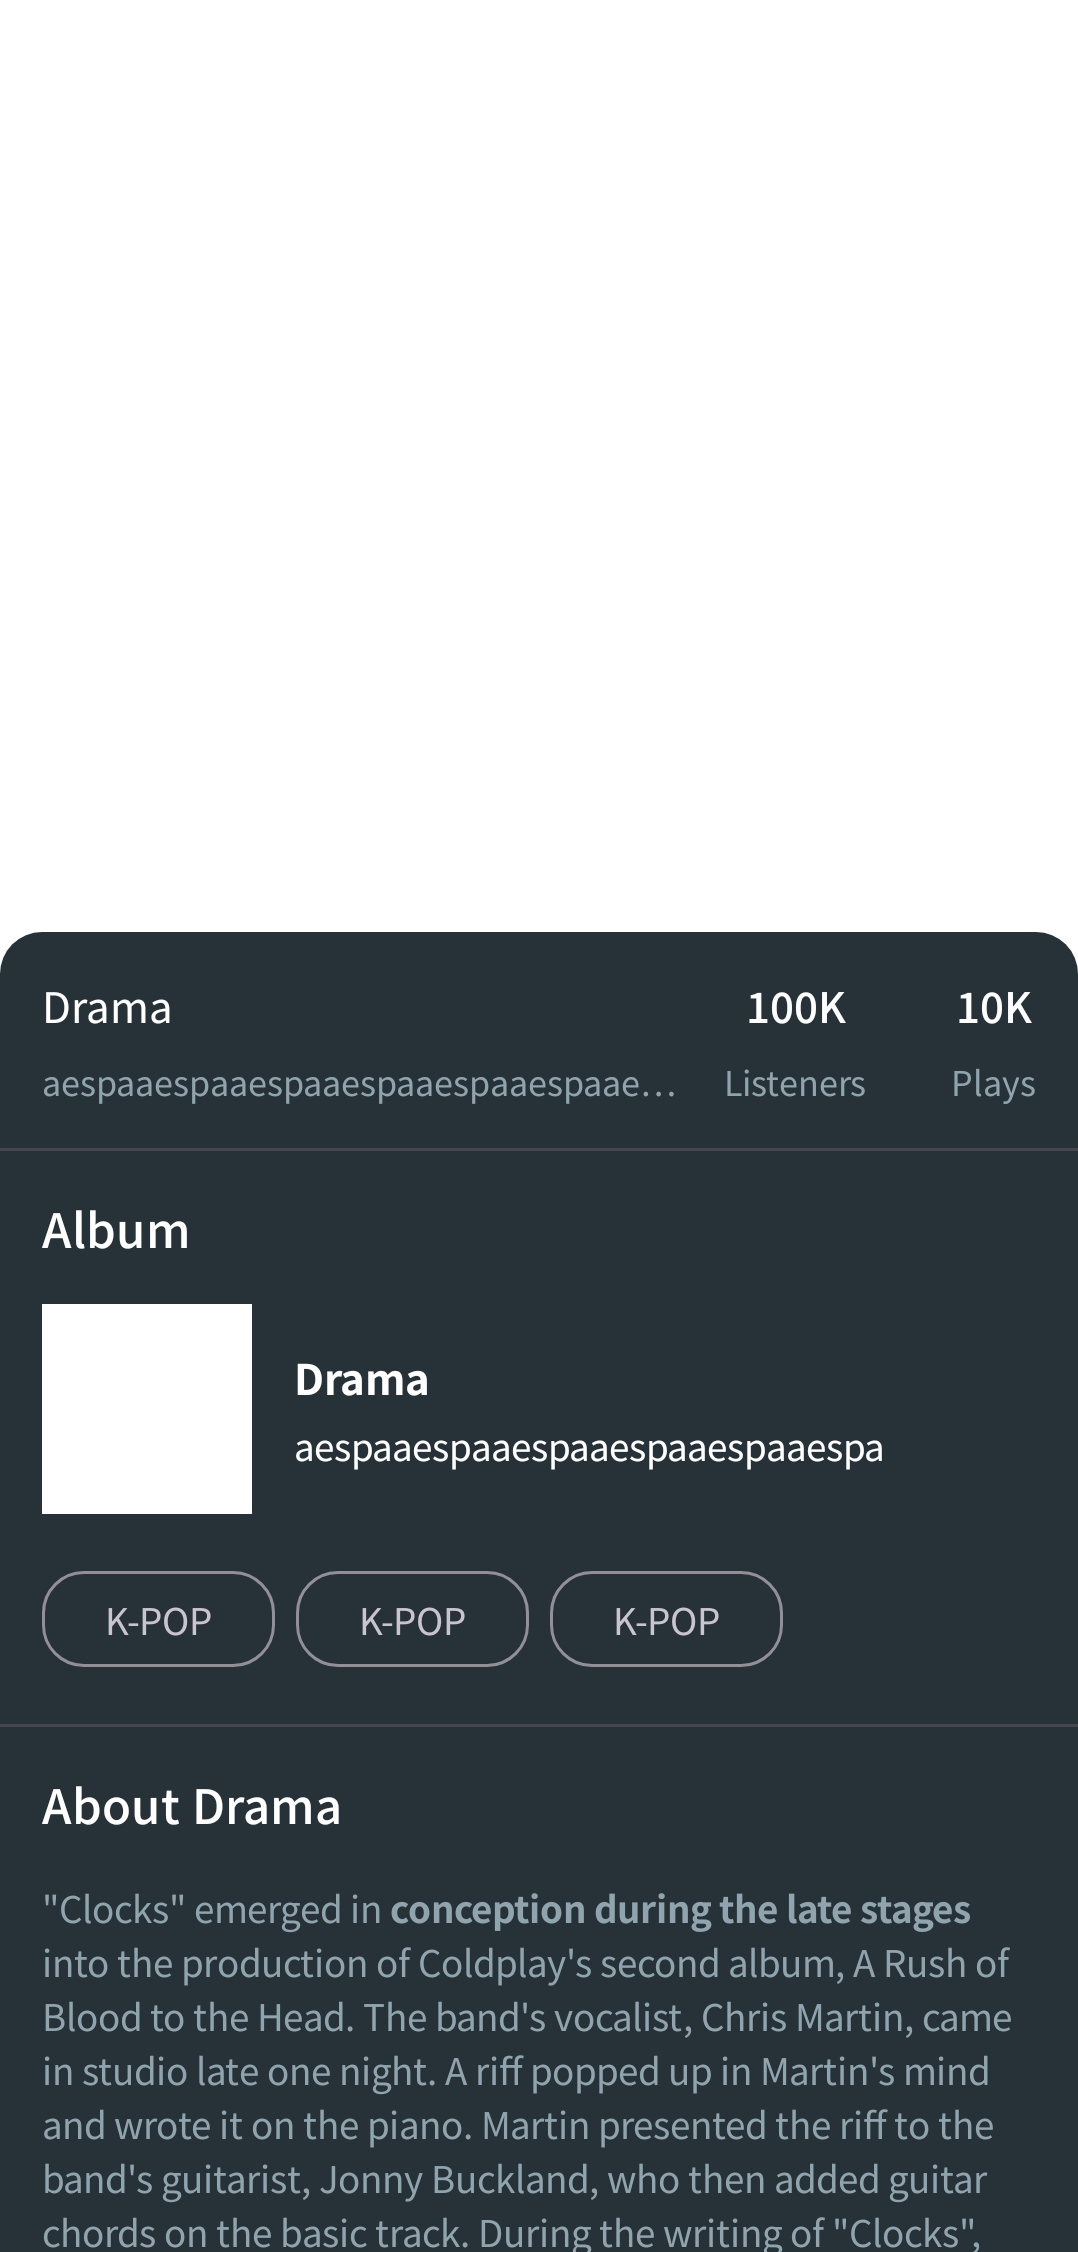 Drama
100K
10K
aespaaespaaespaaespaaespaaespaae…
Listeners
Plays
Album
Drama
aespaaespaaespaaespaaespaaespa
K-POP
K-POP
K-POP
About Drama
"Clocks" emerged in conception during the late stages
into the production of Coldplay's second album, A Rush of
Blood to the Head. The band's vocalist, Chris Martin, came
in studio late one night. A riff popped up in Martin's mind
and wrote it on the piano. Martin presented the riff to the
band's guitarist, Jonny Buckland, who then added guitar
chords on the basic track. During the writing of "Clocks",